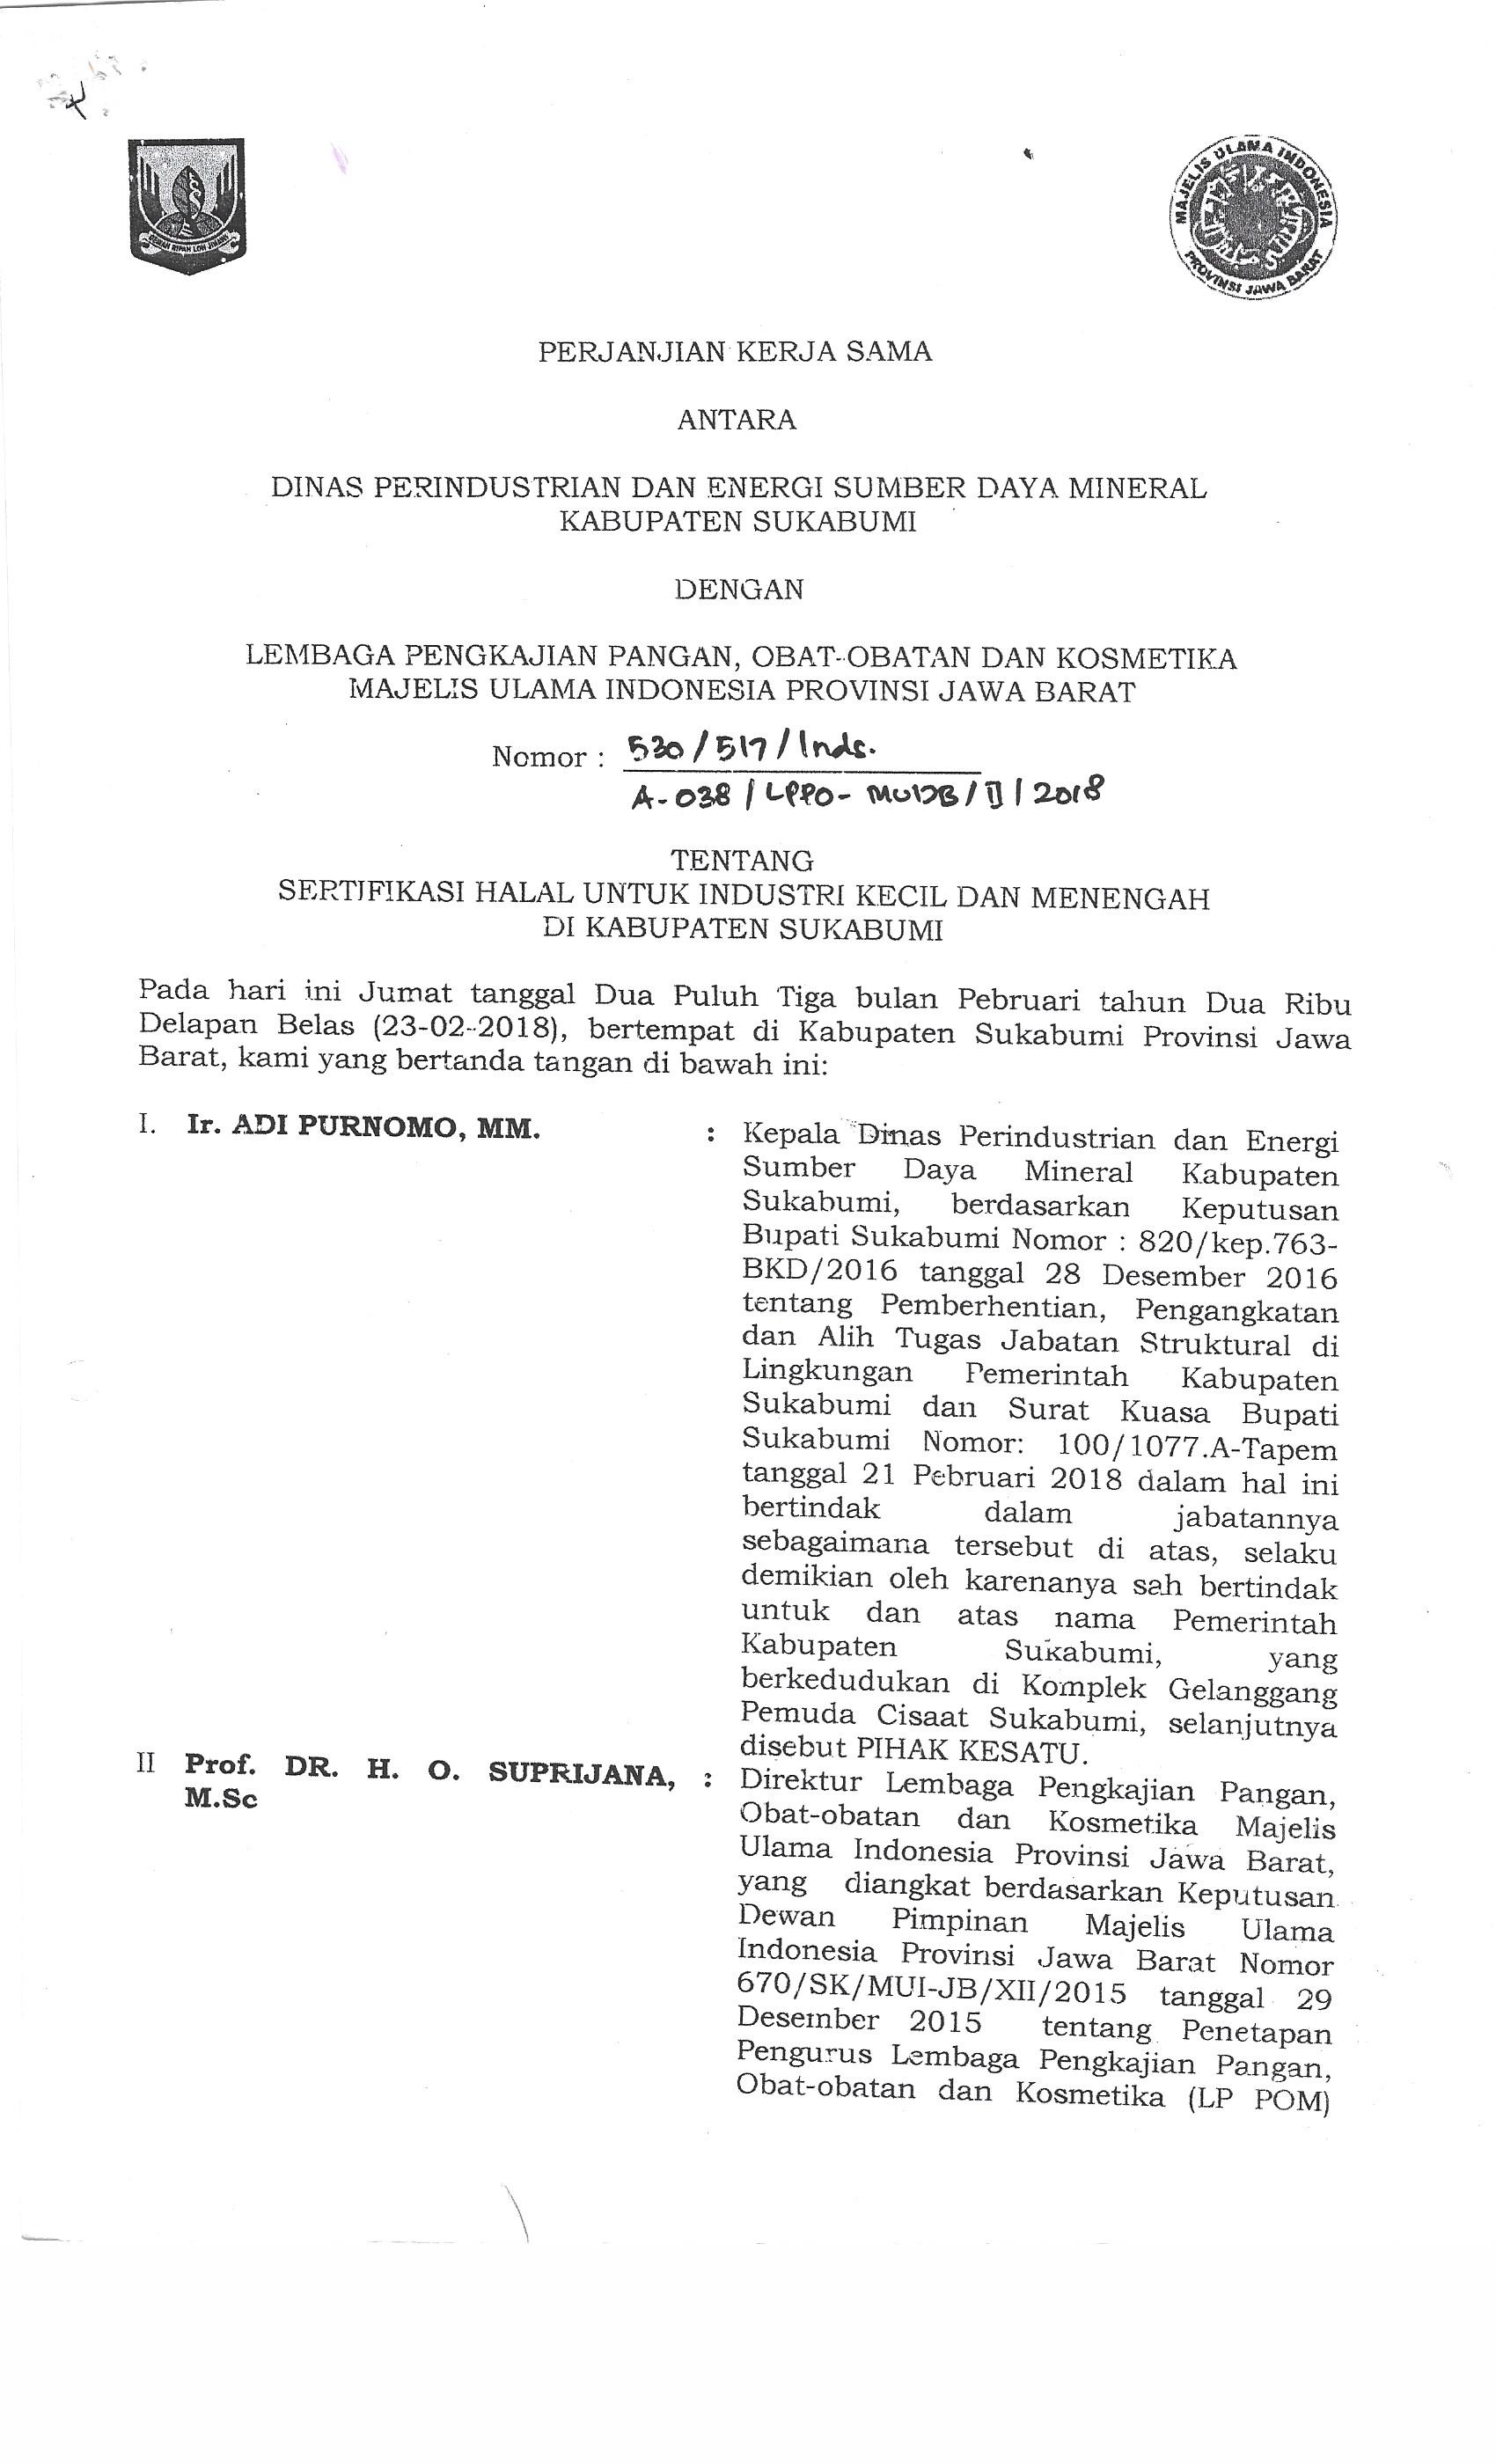 MAJELIS ULAMA INDONESIA
PROVINSI JAWA BARAT
PERJANJIAN KERJA SAMA
ANTARA
DINAS PERINDUSTRIAN DAN ENERGI SUMBER DAYA MINERAL
KABUPATEN SUKABUMI
DENGAN
LEMBAGA PENGKAJIAN PANGAN, OBAT-OBATAN DAN KOSMETIKA
MAJELIS ULAMA INDONESIA PROVINSI JAWA BARAT
Nomor : 530/517/Inds.
A-038/LPPO-MUIJB/II/2018
TENTANG
SERTIFIKASI HALAL UNTUK INDUSTRI KECIL DAN MENENGAH
DI KABUPATEN SUKABUMI
Pada hari ini Jumat tanggal Dua Puluh Tiga bulan Pebruari tahun Dua Ribu
Delapan Belas (23-02-2018), bertempat di Kabupaten Sukabumi Provinsi Jawa
Barat, kami yang bertanda tangan di bawah ini:
I. Ir. ADI PURNOMO, MM. : Kepala Dinas Perindustrian dan Energi
Sumber Daya Mineral Kabupaten
Sukabumi, berdasarkan Keputusan
Bupati Sukabumi Nomor : 820/kep.763-
BKD/2016 tanggal 28 Desember 2016
tentang Pemberhentian, Pengangkatan
dan Alih Tugas Jabatan Struktural di
Lingkungan Pemerintah Kabupaten
Sukabumi dan Surat Kuasa Bupati
Sukabumi Nomor: 100/1077.A-Tapem
tanggal 21 Pebruari 2018 dalam hal ini
bertindak dalam jabatannya
sebagaimana tersebut di atas, selaku
demikian oleh karenanya sah bertindak
untuk dan atas nama Pemerintah
Kabupaten Sukabumi, yang
berkedudukan di Komplek Gelanggang
Pemuda Cisaat Sukabumi, selanjutnya
disebut PIHAK KESATU.
II Prof. DR. H. O. SUPRIJANA, : Direktur Lembaga Pengkajian Pangan,
M.Sc Obat-obatan dan Kosmetika Majelis
Ulama Indonesia Provinsi Jawa Barat,
yang diangkat berdasarkan Keputusan
Dewan Pimpinan Majelis Ulama
Indonesia Provinsi Jawa Barat Nomor
670/SK/MUI-JB/XII/2015 tanggal 29
Desember 2015 tentang Penetapan
Pengurus Lembaga Pengkajian Pangan,
Obat-obatan dan Kosmetika (LP POM)